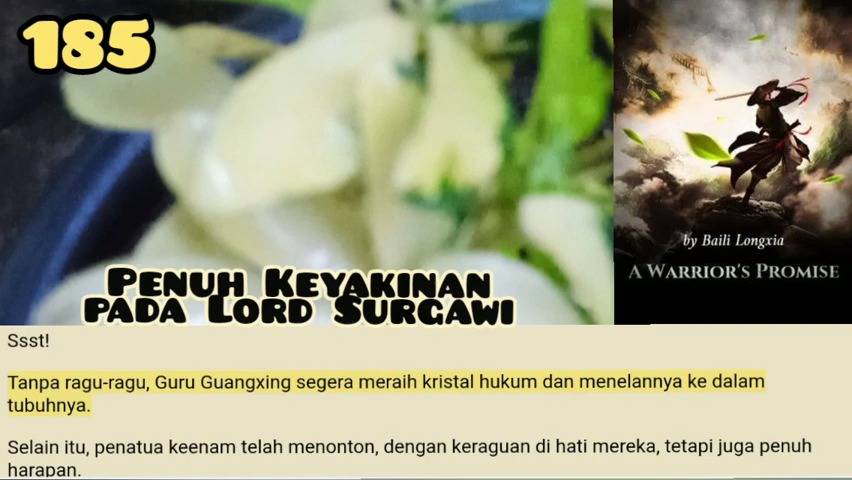 185
PENUH KEYAKINAN
PADA LORD SURGAWI
by Baili Longxia
A WARRIOR'S PROMISE
Ssst!
Tanpa ragu-ragu, Guru Guangxing segera meraih kristal hukum dan menelannya ke dalam
tubuhnya.
Selain itu, penatua keenam telah menonton, dengan keraguan di hati mereka, tetapi juga penuh
harapan.